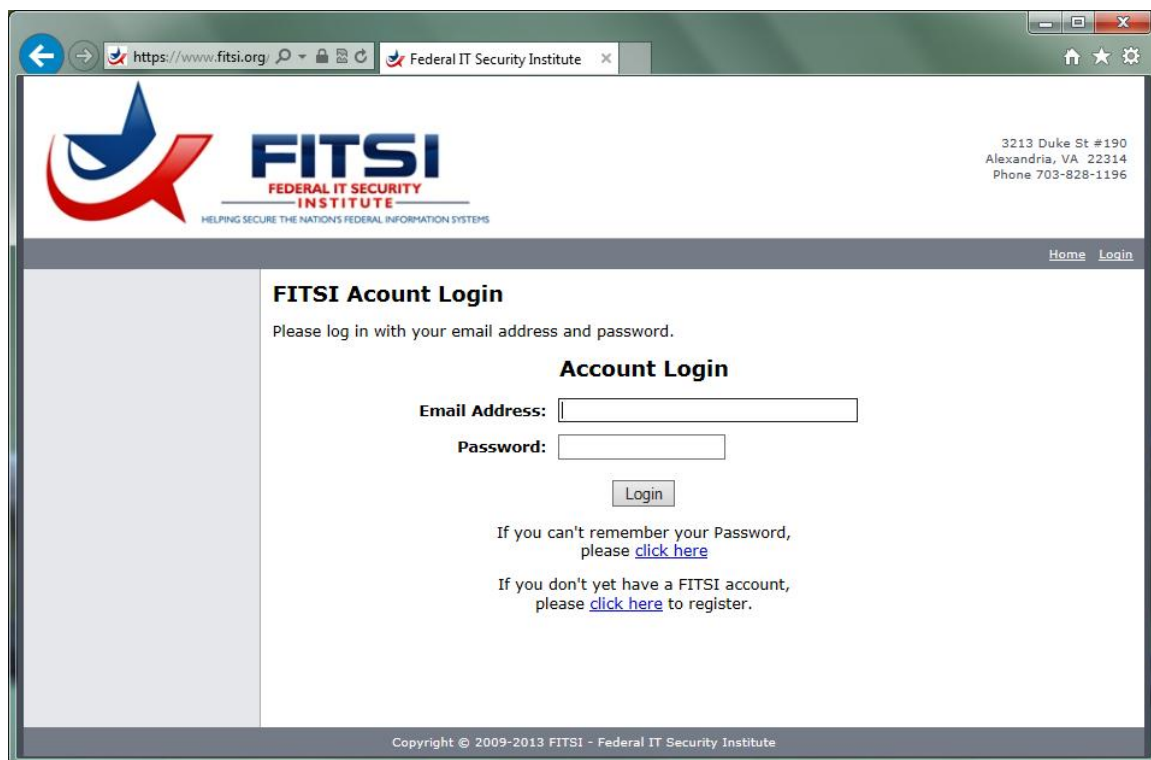 https://www.fitsi.org/
Federal IT Security Institute
FITSI
FEDERAL IT SECURITY
INSTITUTE
HELPING SECURE THE NATION'S FEDERAL INFORMATION SYSTEMS
3213 Duke St #190
Alexandria, VA 22314
Phone 703-828-1196
Home Login
FITSI Acount Login
Please log in with your email address and password.
Account Login
Email Address:
Password:
Login
If you can't remember your Password,
please click here
If you don't yet have a FITSI account,
please click here to register.
Copyright © 2009-2013 FITSI - Federal IT Security Institute